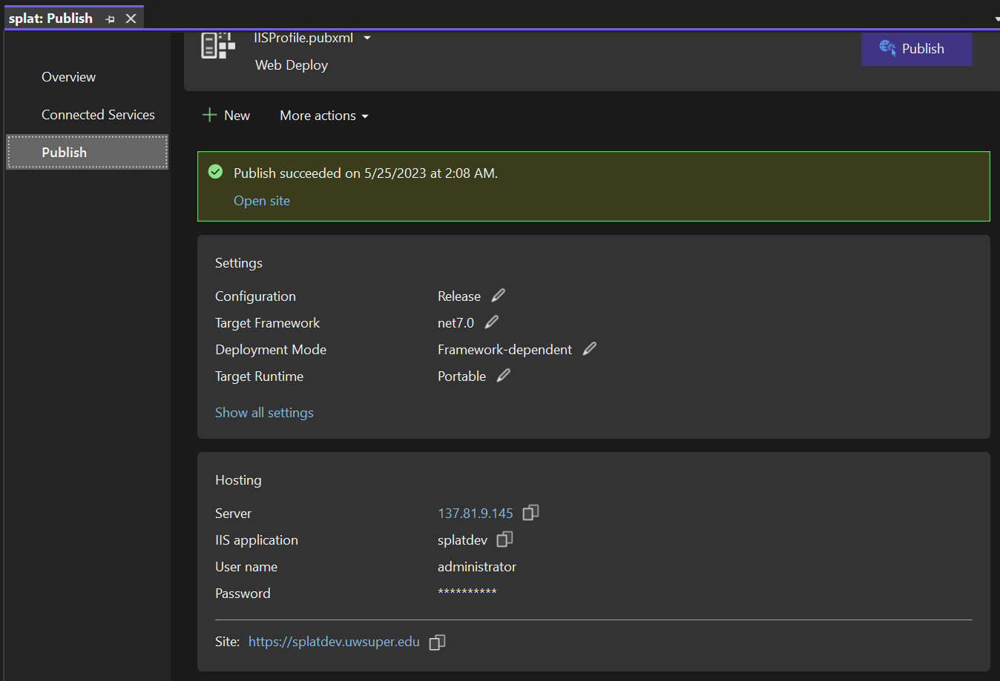 splat: Publish
IISProfile.pubxml
Web Deploy
Publish
Overview
Connected Services
Publish
New
More actions
Publish succeeded on 5/25/2023 at 2:08 AM.
Open site
Settings
Configuration Release
Target Framework net7.0
Deployment Mode Framework-dependent
Target Runtime Portable
Show all settings
Hosting
Server 137.81.9.145
IIS application splatdev
User name administrator
Password **********
Site: https://splatdev.uwsuper.edu